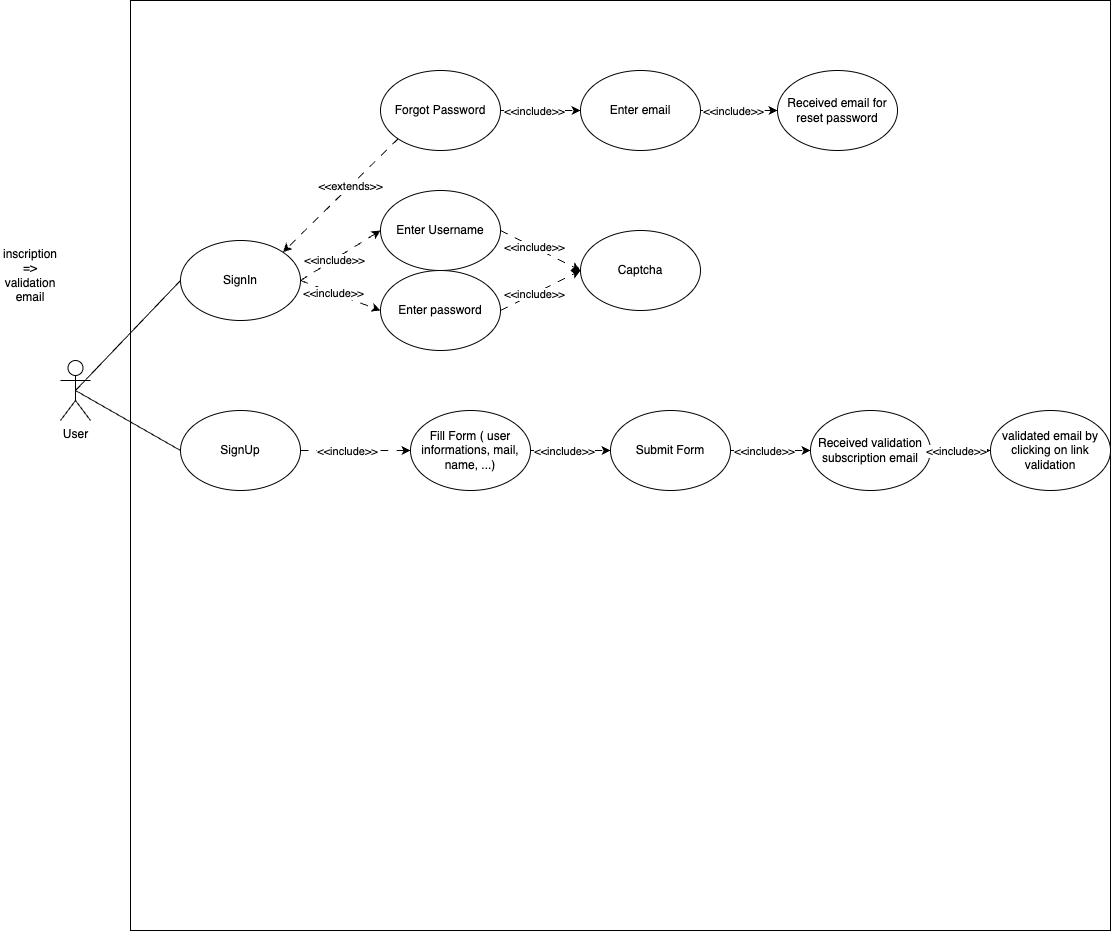 Forgot Password
<<include>>
Enter email
<<include>>
Received email for
reset password
<<extends>>
inscription
=>
validation
email
SignIn
<<include>>
<<include>>
Enter Username
Enter password
<<include>>
<<include>>
Captcha
User
SignUp
<<include>>
Fill Form ( user
informations, mail,
name, ...)
<<include>>
Submit Form
<<include>>
Received validation
subscription email
<<include>>
validated email by
clicking on link
validation